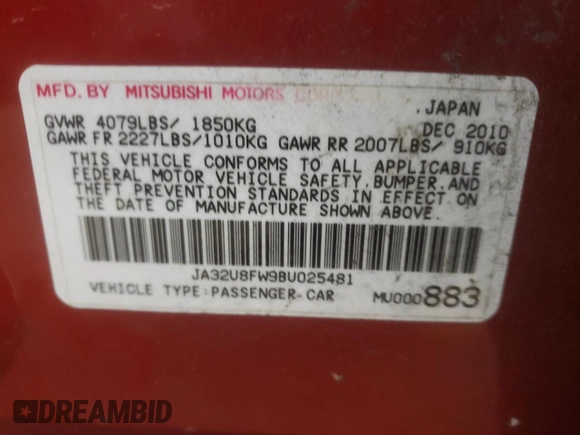 MFD. BY MITSUBISHI MOTORS CORP.
JAPAN
GVWR 4079LBS/ 1850KG DEC 2010
GAWR FR 2227LBS/1010KG GAWR RR 2007LBS/ 910KG
THIS VEHICLE CONFORMS TO ALL APPLICABLE
FEDERAL MOTOR VEHICLE SAFETY, BUMPER, AND
THEFT PREVENTION STANDARDS IN EFFECT ON
THE DATE OF MANUFACTURE SHOWN ABOVE.
JA32U8FW9BU025481
VEHICLE TYPE:PASSENGER-CAR MU000883
DREAMBID